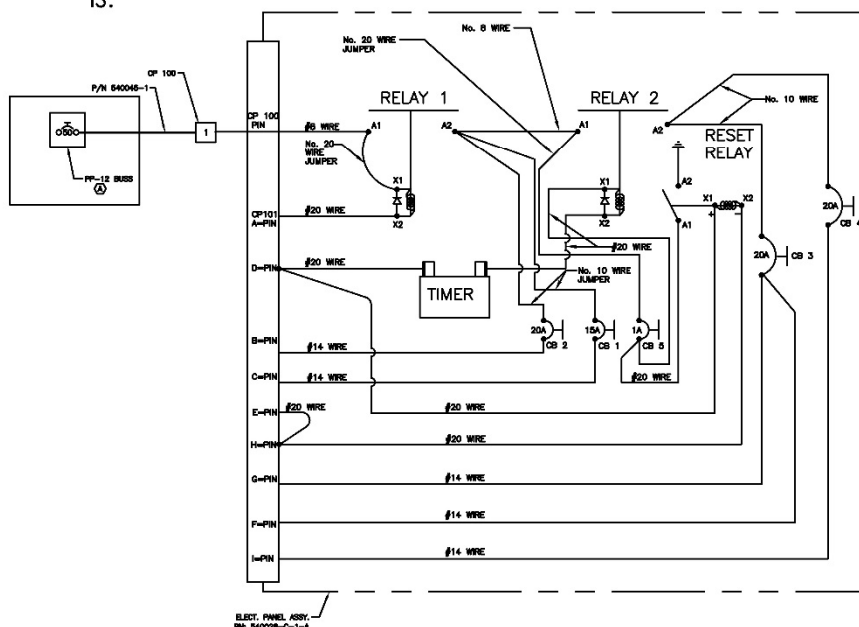 IS:
No. 8 WIRE
No. 20 WIRE
JUMPER
CP 100
P/N 540045-1
RELAY 1
RELAY 2
No. 10 WIRE
CP 100
PIN
#8 WIRE
A1
A2
A1
A2
RESET
RELAY
50
1
No. 20
WIRE
JUMPER
PP-12 BUSS
A
X1
X2
X1
X2
A2
A1
X1
X2
+
-
20A
CB 4
CP101
A-PIN
#20 WIRE
#20 WIRE
D-PIN
#20 WIRE
TIMER
No. 10 WIRE
JUMPER
20A
CB 3
20A
CB 2
15A
CB 1
1A
CB 5
B-PIN
#14 WIRE
C-PIN
#14 WIRE
#20 WIRE
E-PIN
#20 WIRE
#20 WIRE
H-PIN
#20 WIRE
G-PIN
#14 WIRE
F-PIN
#14 WIRE
I-PIN
#14 WIRE
ELECT. PANEL ASSY.